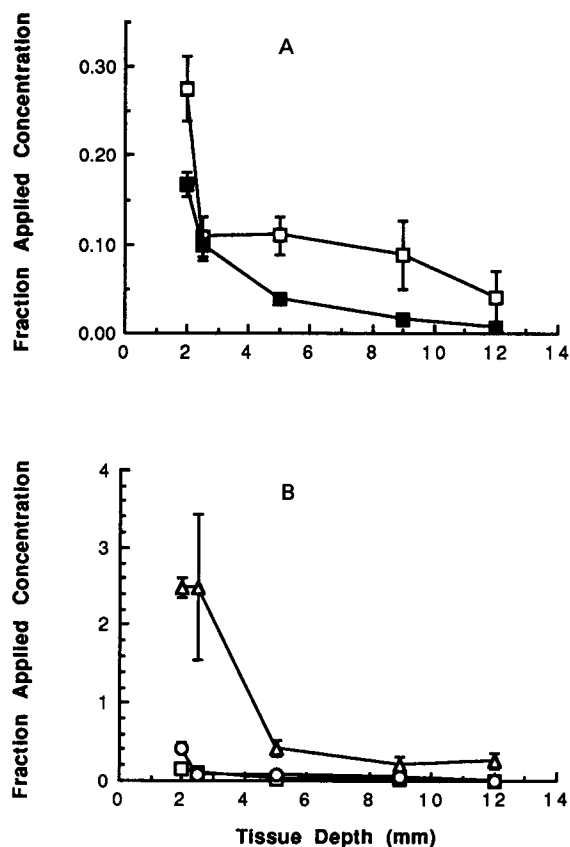 A
Fraction Applied Concentration
0.30
0.20
0.10
0.00
0 2 4 6 8 10 12 14
B
Fraction Applied Concentration
4
3
2
1
0
0 2 4 6 8 10 12 14
Tissue Depth (mm)